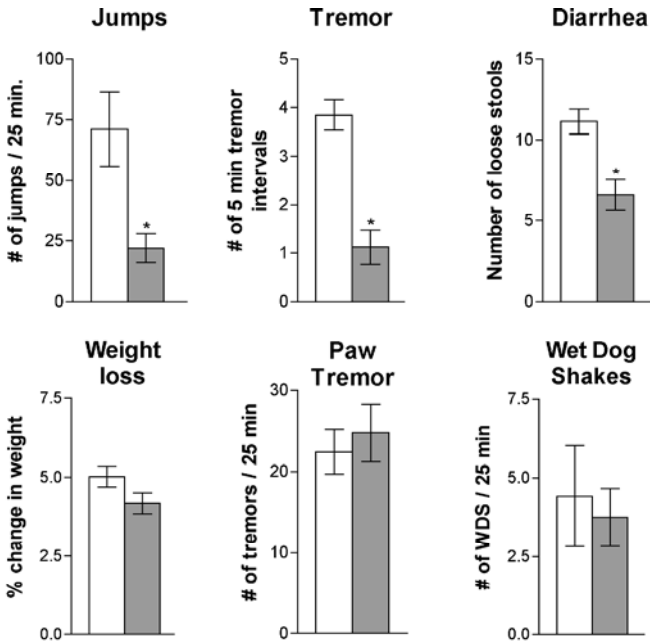 Jumps
# of jumps / 25 min.
100
75
50
25
0
*
Tremor
# of 5 min tremor
intervals
5
4
3
2
1
0
*
Diarrhea
Number of loose stools
15
10
5
0
*
Weight
loss
% change in weight
7.5
5.0
2.5
0.0
Paw
Tremor
# of tremors / 25 min
30
20
10
0
Wet Dog
Shakes
# of WDS / 25 min
7.5
5.0
2.5
0.0